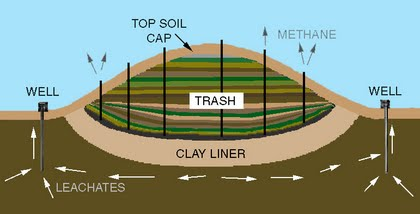 TOP SOIL
CAP
METHANE
WELL
WELL
TRASH
CLAY LINER
LEACHATES